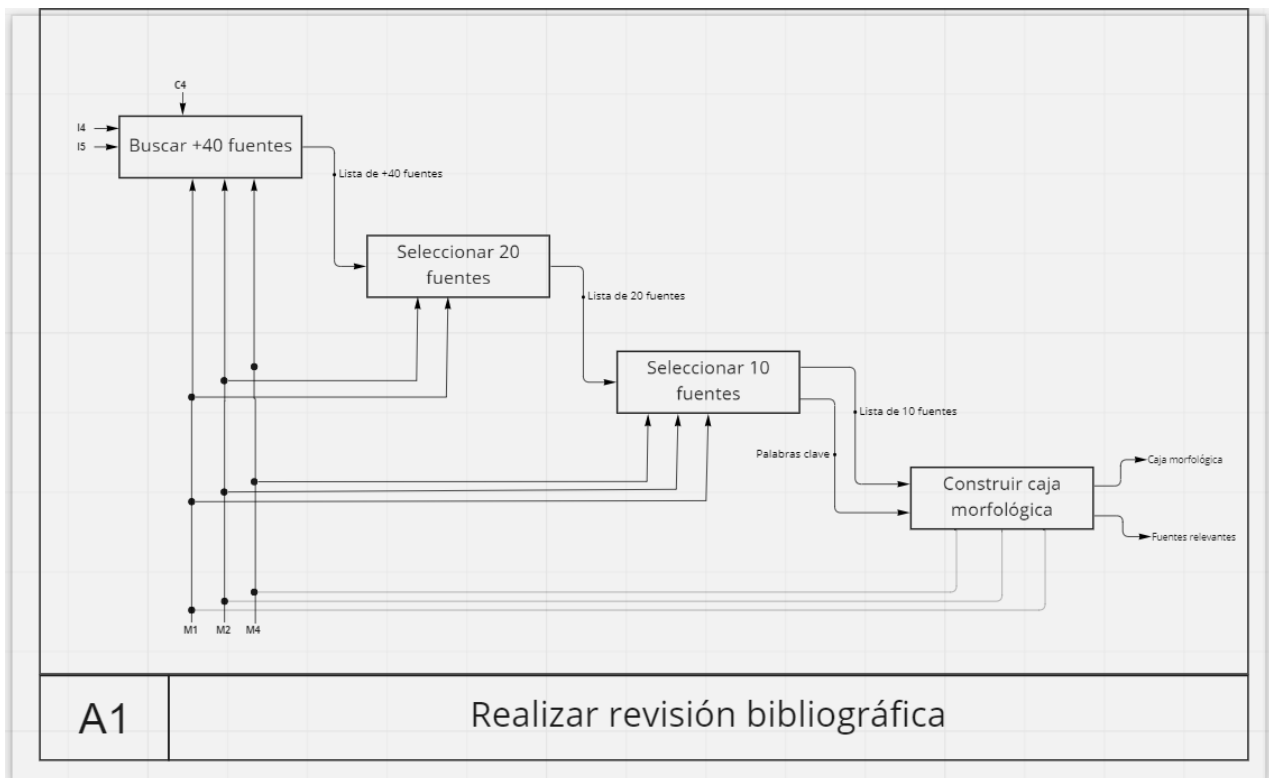 C4
I4
I5
Buscar +40 fuentes
Lista de +40 fuentes
Seleccionar 20
fuentes
Lista de 20 fuentes
Seleccionar 10
fuentes
Lista de 10 fuentes
Palabras clave
Construir caja
morfológica
Caja morfológica
Fuentes relevantes
M1
M2
M4
A1
Realizar revisión bibliográfica